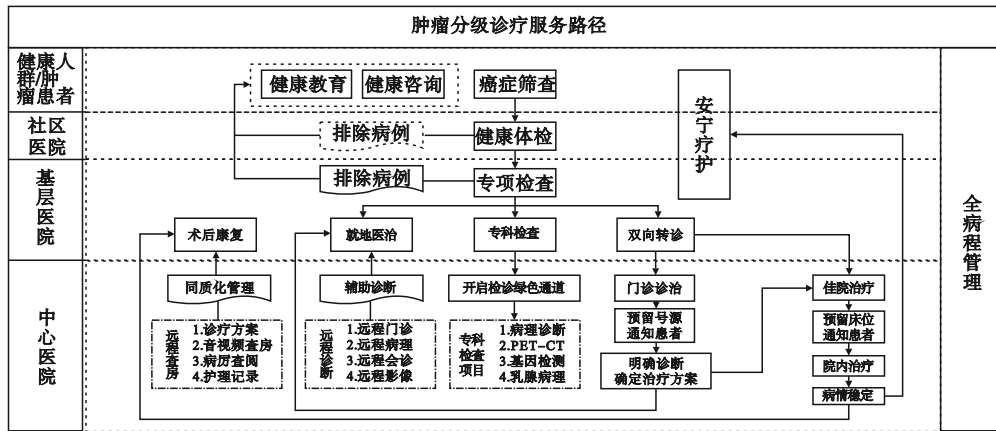 肿瘤分级诊疗服务路径
健康人
群/肿
瘤患者
健康教育
健康咨询
癌症筛查
社区
医院
排除病例
健康体检
安宁疗护
基层医院
排除病例
专项检查
术后康复
就地医治
专科检查
双向转诊
全病程管理
中心医院
同质化管理
辅助诊断
开启检诊绿色通道
门诊诊治
佳院治疗
远程查房
1.诊疗方案
2.音视频查房
3.病历查阅
4.护理记录
远程诊断
1.远程门诊
2.远程病理
3.远程会诊
4.远程影像
专科
检查
项目
1.病理诊断
2.PET-CT
3.基因检测
4.乳腺病理
预留号源
通知患者
明确诊断
确定治疗方案
预留床位
通知患者
院内治疗
病情稳定